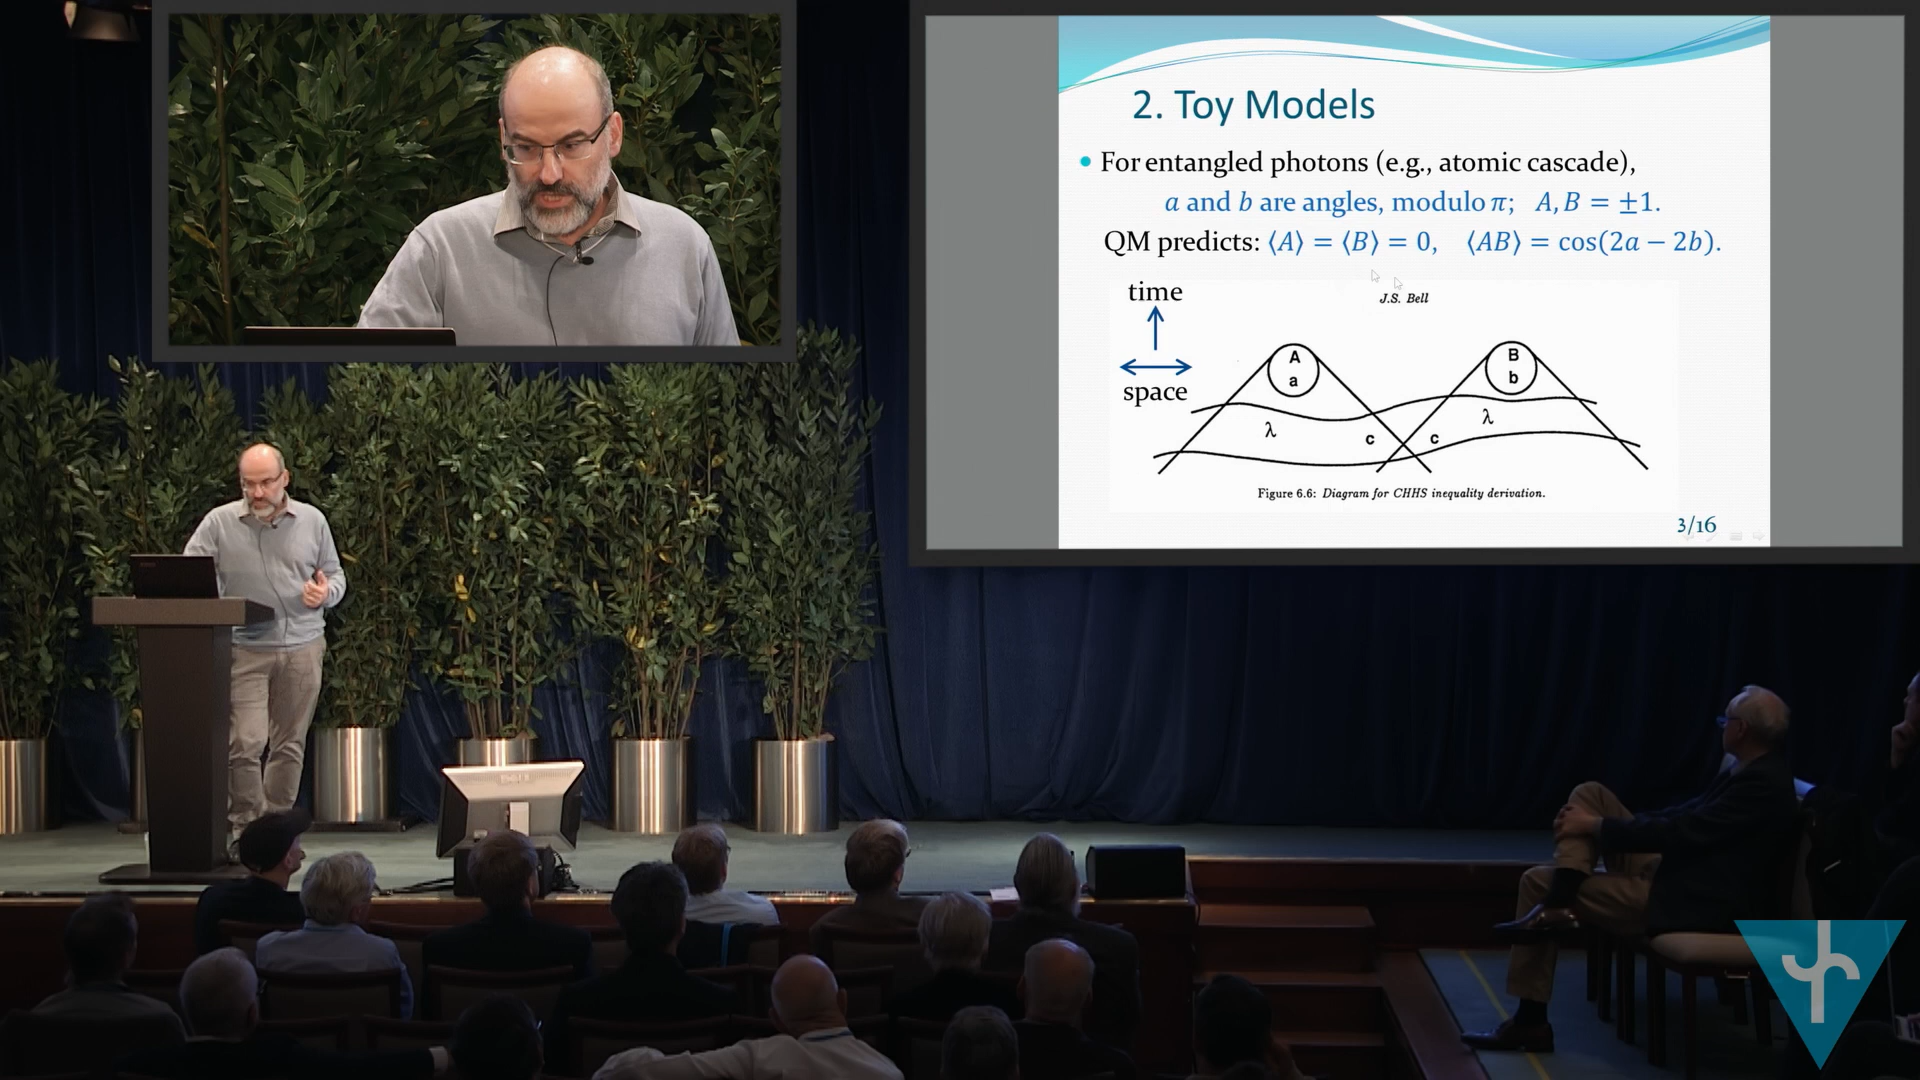 2. Toy Models
For entangled photons (e.g., atomic cascade),
a and b are angles, modulo π; A, B = ±1.
QM predicts: ⟨A⟩ = ⟨B⟩ = 0, ⟨AB⟩ = cos(2a − 2b).
time
space
J.S. Bell
A
a
B
b
λ
λ
c
c
Figure 6.6: Diagram for CHHS inequality derivation.
3/16